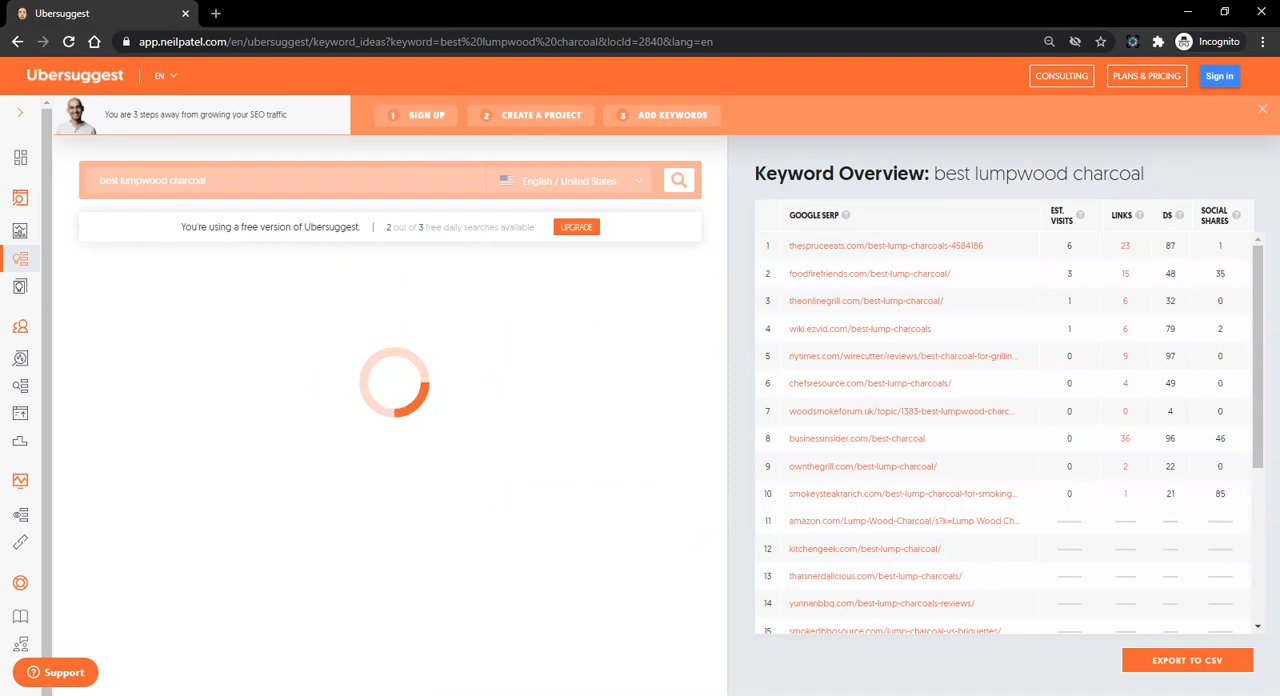 Ubersuggest
app.neilpatel.com/en/ubersuggest/keyword_ideas?keyword=best%20lumpwood%20charcoal&locId=2840&lang=en
Incognito
Ubersuggest
EN
CONSULTING
PLANS & PRICING
Sign in
You are 3 steps away from growing your SEO traffic
1 SIGN UP
2 CREATE A PROJECT
3 ADD KEYWORDS
best lumpwood charcoal
English / United States
You're using a free version of Ubersuggest. | 2 out of 3 free daily searches available
UPGRADE
Keyword Overview: best lumpwood charcoal
GOOGLE SERP ? EST. VISITS ? LINKS ? DS ? SOCIAL SHARES ?
1 thespruceeats.com/best-lump-charcoals-4584186 6 23 87 1
2 foodfirefriends.com/best-lump-charcoal/ 3 15 48 35
3 theonlinegrill.com/best-lump-charcoal/ 1 6 32 0
4 wiki.ezvid.com/best-lump-charcoals 1 6 79 2
5 nytimes.com/wirecutter/reviews/best-charcoal-for-grillin... 0 9 97 0
6 chefsresource.com/best-lump-charcoals/ 0 4 49 0
7 woodsmokeforum.uk/topic/1383-best-lumpwood-charc... 0 0 4 0
8 businessinsider.com/best-charcoal 0 36 96 46
9 ownthegrill.com/best-lump-charcoal/ 0 2 22 0
10 smokeysteakranch.com/best-lump-charcoal-for-smoking... 0 1 21 85
11 amazon.com/Lump-Wood-Charcoal/s?k=Lump Wood Ch...
12 kitchengeek.com/best-lump-charcoal/
13 thatsnerdalicious.com/best-lump-charcoals/
14 yunnanbbq.com/best-lump-charcoals-reviews/
15 smokedbbqsource.com/lump-charcoal-vs-briquettes/
EXPORT TO CSV
Support